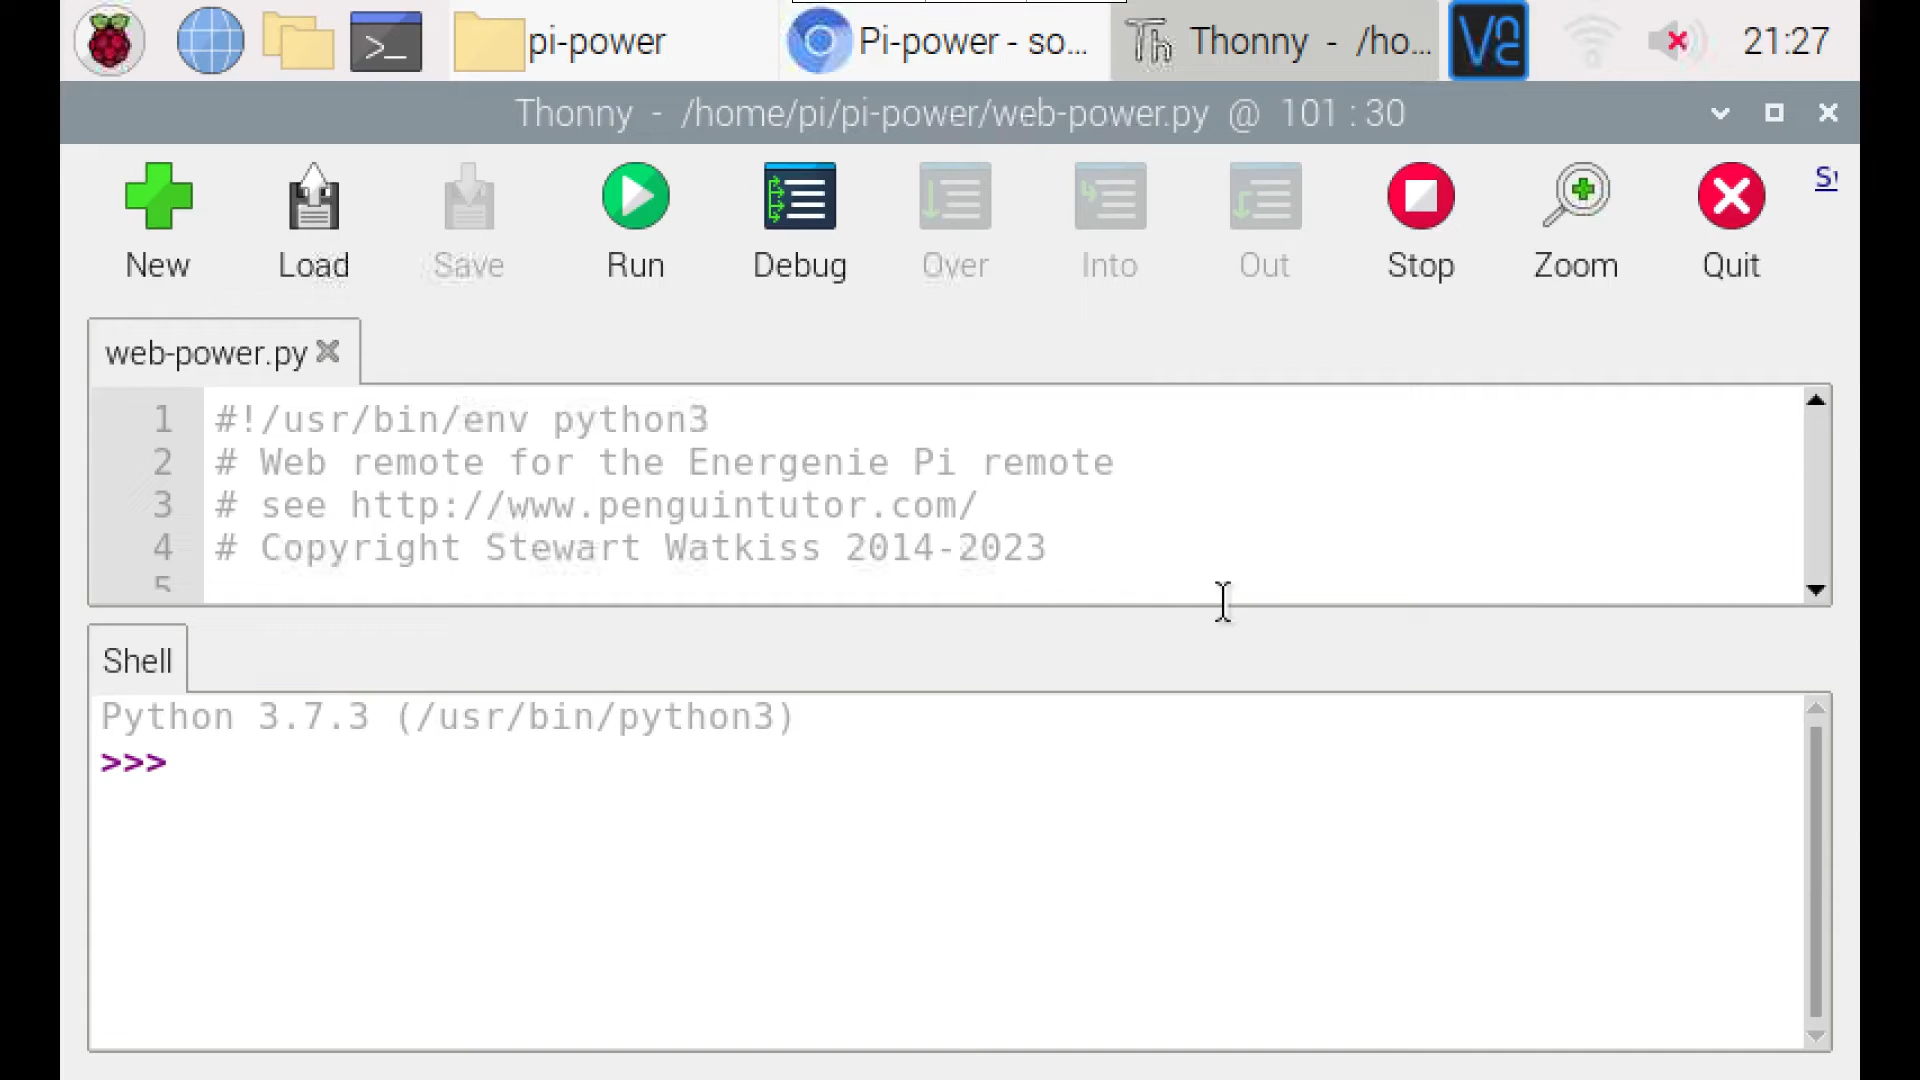 pi-power
Pi-power - so...
Thonny - /ho...
21:27
Thonny - /home/pi/pi-power/web-power.py @ 101 : 30
New
Load
Save
Run
Debug
Over
Into
Out
Stop
Zoom
Quit
web-power.py
1 #!/usr/bin/env python3
2 # Web remote for the Energenie Pi remote
3 # see http://www.penguintutor.com/
4 # Copyright Stewart Watkiss 2014-2023
5
Shell
Python 3.7.3 (/usr/bin/python3)
>>>